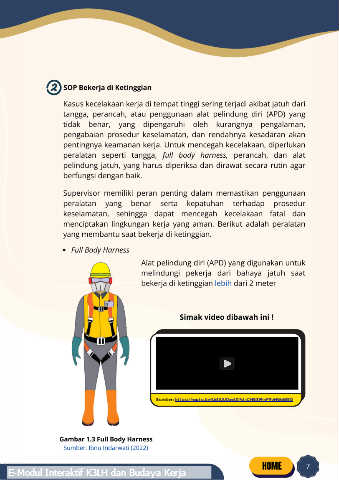 2 SOP Bekerja di Ketinggian
Kasus kecelakaan kerja di tempat tinggi sering terjadi akibat jatuh dari
tangga, perancah, atau penggunaan alat pelindung diri (APD) yang
tidak benar, yang dipengaruhi oleh kurangnya pengalaman,
pengabaian prosedur keselamatan, dan rendahnya kesadaran akan
pentingnya keamanan kerja. Untuk mencegah kecelakaan, diperlukan
peralatan seperti tangga, full body harness, perancah, dan alat
pelindung jatuh, yang harus diperiksa dan dirawat secara rutin agar
berfungsi dengan baik.
Supervisor memiliki peran penting dalam memastikan penggunaan
peralatan yang benar serta kepatuhan terhadap prosedur
keselamatan, sehingga dapat mencegah kecelakaan fatal dan
menciptakan lingkungan kerja yang aman. Berikut adalah peralatan
yang membantu saat bekerja di ketinggian.
• Full Body Harness
Alat pelindung diri (APD) yang digunakan untuk
melindungi pekerja dari bahaya jatuh saat
bekerja di ketinggian lebih dari 2 meter
Simak video dibawah ini !
Sumber:
Gambar 1.3 Full Body Harness
Sumber: Ibnu Indarwati (2022)
E-Modul Interaktif K3LH dan Budaya Kerja
HOME
7